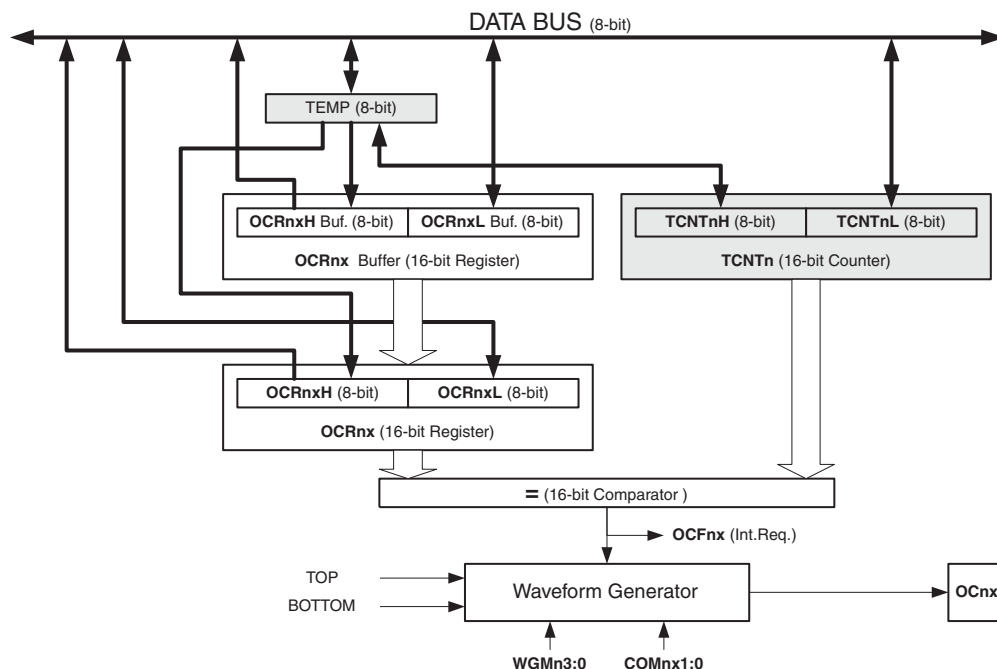 DATA BUS (8-bit)
TEMP (8-bit)
OCRnxH Buf. (8-bit) OCRnxL Buf. (8-bit)
OCRnx Buffer (16-bit Register)
TCNTnH (8-bit) TCNTnL (8-bit)
TCNTn (16-bit Counter)
OCRnxH (8-bit) OCRnxL (8-bit)
OCRnx (16-bit Register)
= (16-bit Comparator )
OCFnx (Int.Req.)
TOP
BOTTOM
Waveform Generator
OCnx
WGMn3:0 COMnx1:0